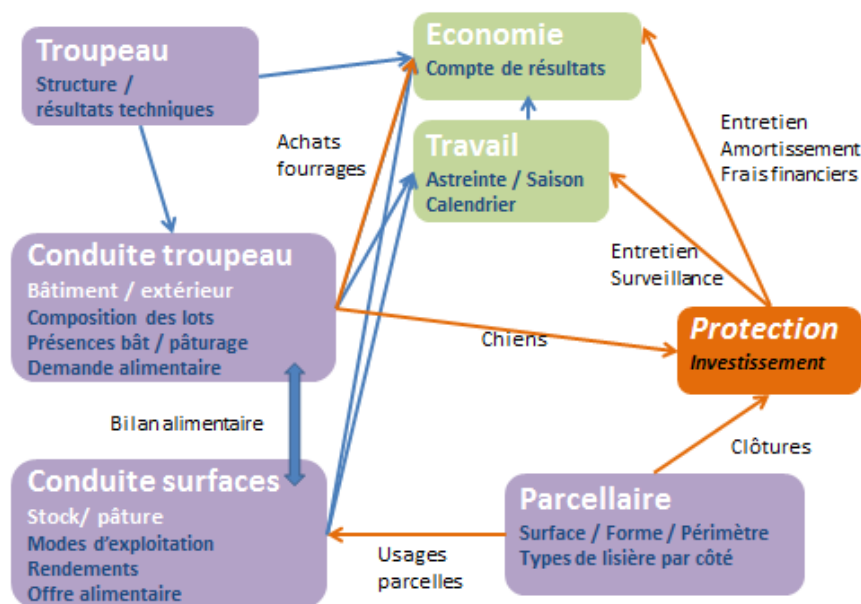 Troupeau
Structure /
résultats techniques
Economie
Compte de résultats
Achats
fourrages
Travail
Astreinte / Saison
Calendrier
Entretien
Amortissement
Frais financiers
Entretien
Surveillance
Conduite troupeau
Bâtiment / extérieur
Composition des lots
Présences bât / pâturage
Demande alimentaire
Chiens
Protection
Investissement
Bilan alimentaire
Clôtures
Conduite surfaces
Stock/ pâture
Modes d'exploitation
Rendements
Offre alimentaire
Usages
parcelles
Parcellaire
Surface / Forme / Périmètre
Types de lisière par côté